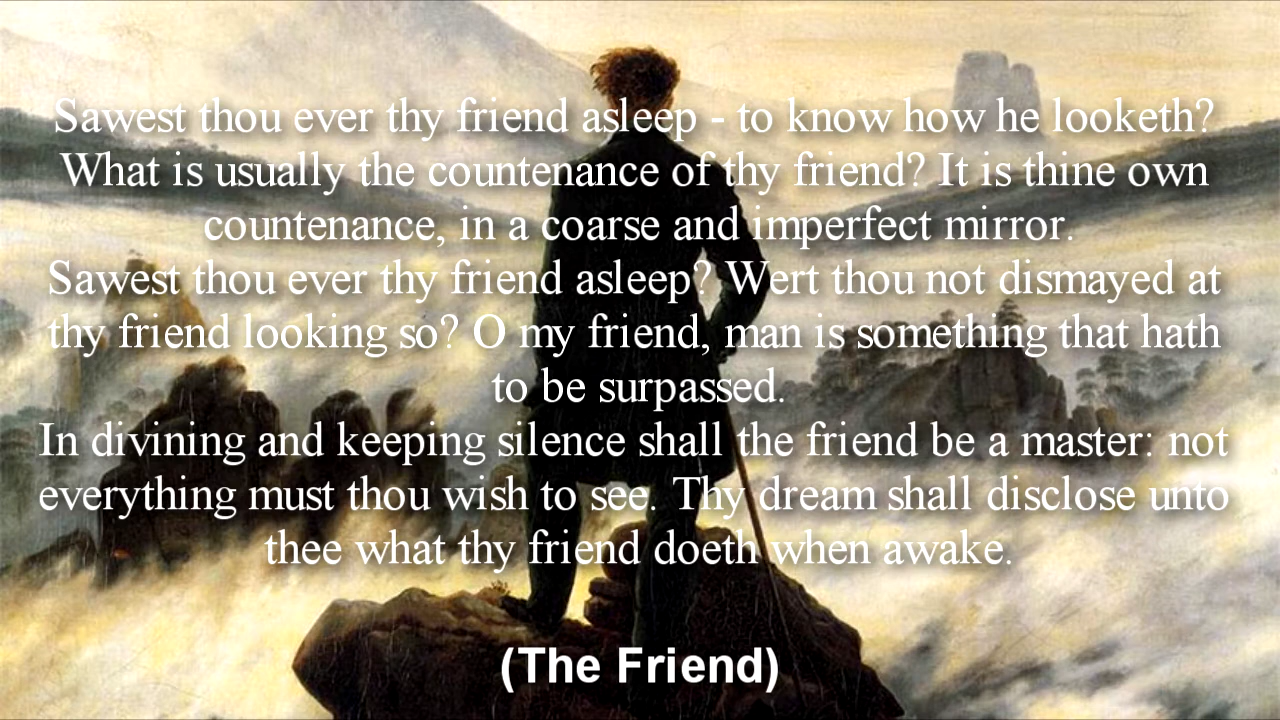 Sawest thou ever thy friend asleep - to know how he looketh?
What is usually the countenance of thy friend? It is thine own
countenance, in a coarse and imperfect mirror.
Sawest thou ever thy friend asleep? Wert thou not dismayed at
thy friend looking so? O my friend, man is something that hath
to be surpassed.
In divining and keeping silence shall the friend be a master: not
everything must thou wish to see. Thy dream shall disclose unto
thee what thy friend doeth when awake.
(The Friend)